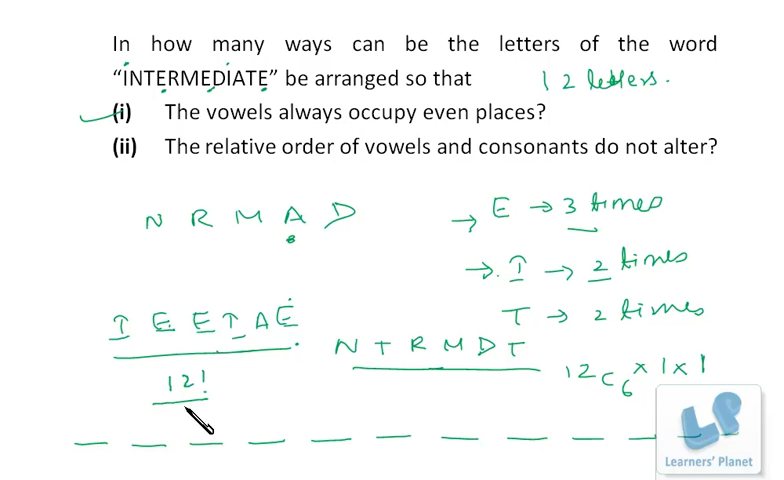 In how many ways can be the letters of the word
"INTERMEDIATE" be arranged so that 12 letters.
(i) The vowels always occupy even places?
(ii) The relative order of vowels and consonants do not alter?
N R M A D
→ E → 3 times
→ I → 2 times
T → 2 times
I E E I A E
N T R M D T
12C6 × 1 × 1
12!
LP
Learners' Planet